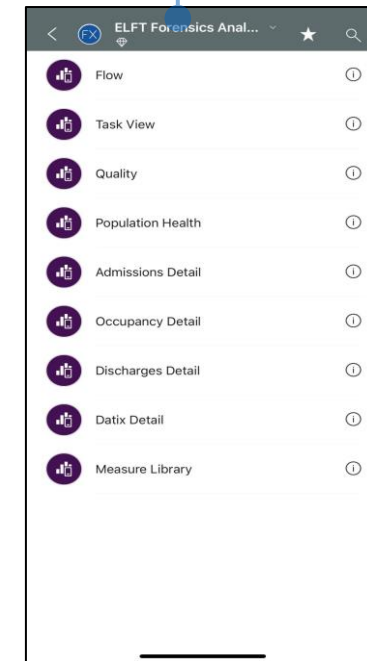 FX ELFT Forensics Anal...
Flow
Task View
Quality
Population Health
Admissions Detail
Occupancy Detail
Discharges Detail
Datix Detail
Measure Library